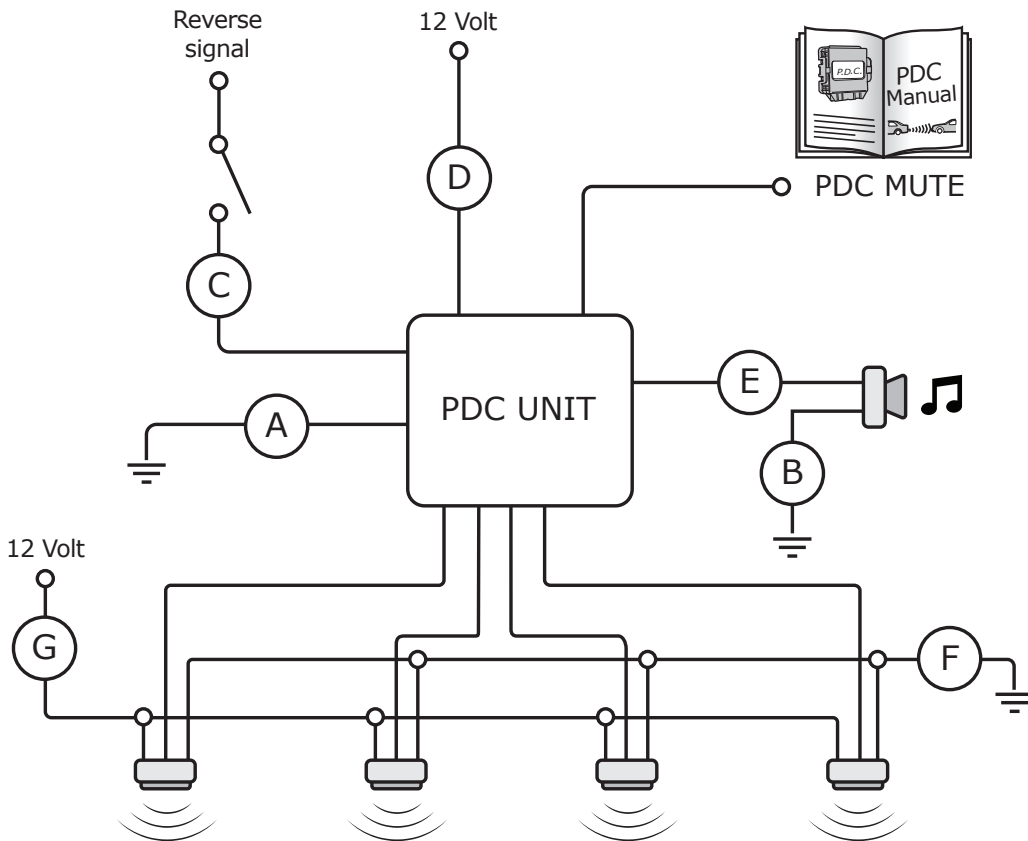 Reverse
signal
12 Volt
P.D.C.
PDC
Manual
PDC MUTE
D
C
PDC UNIT
E
A
B
12 Volt
G
F